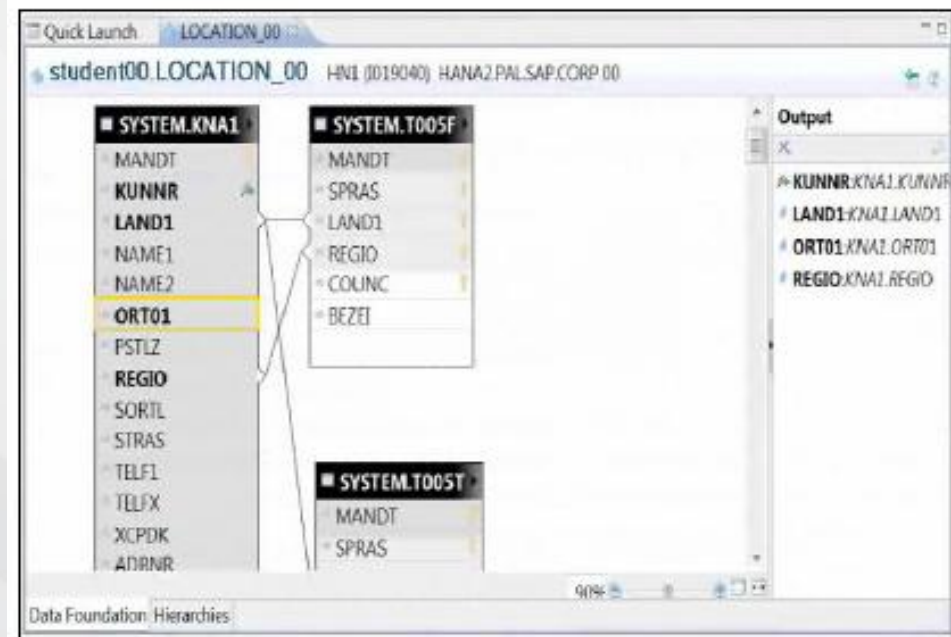 Quick Launch LOCATION_00
student00.LOCATION_00 HN1 (I019040) HANA2.PAL.SAP.CORP 00
SYSTEM.KNA1
MANDT
KUNNR
LAND1
NAME1
NAME2
ORT01
PSTLZ
REGIO
SORTL
STRAS
TELF1
TELFX
XCPDK
ADRNR
SYSTEM.T005F
MANDT
SPRAS
LAND1
REGIO
COUNC
BEZEI
SYSTEM.T005T
MANDT
SPRAS
Output
KUNNR:KNA1.KUNNR
LAND1:KNA1.LAND1
ORT01:KNA1.ORT01
REGIO:KNA1.REGIO
90%
Data Foundation Hierarchies